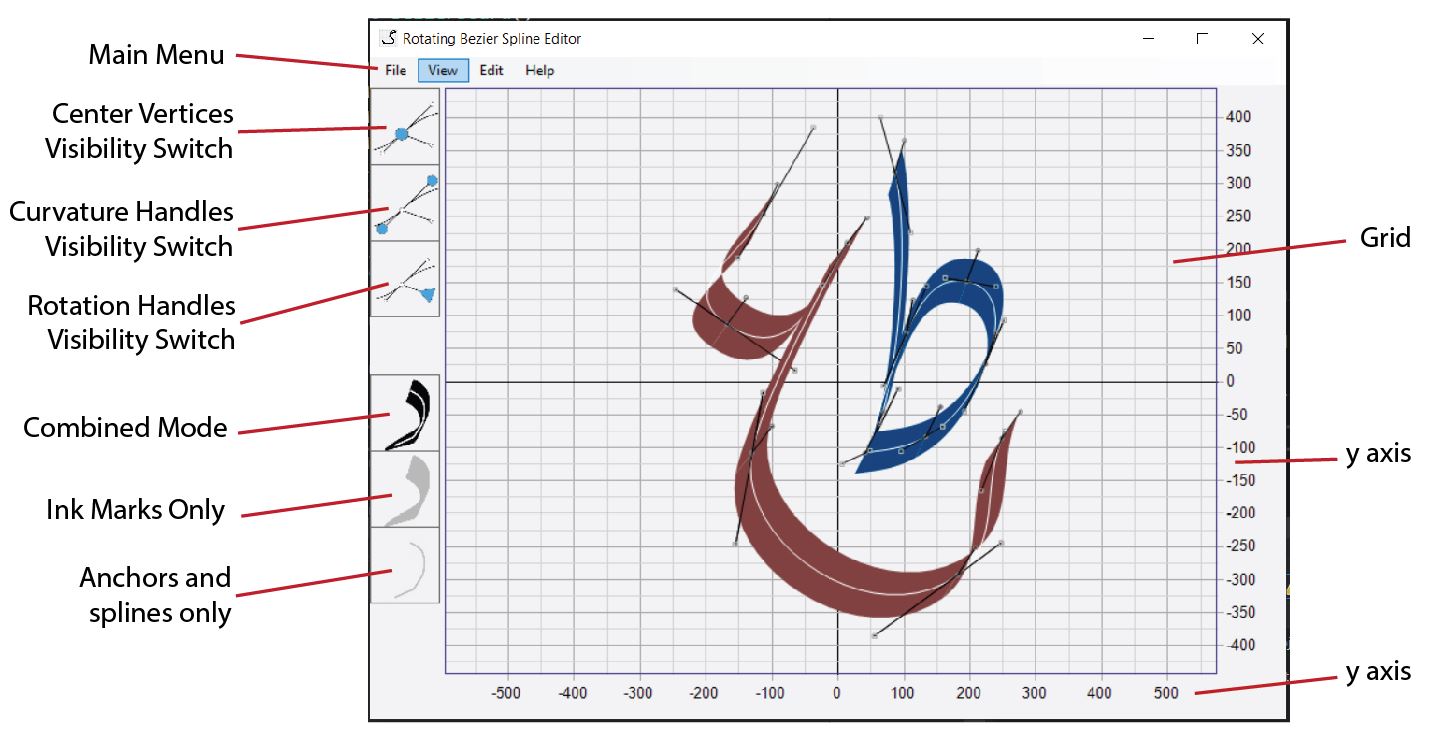 Rotating Bezier Spline Editor
Main Menu
File View Edit Help
Center Vertices
Visibility Switch
Curvature Handles
Visibility Switch
Rotation Handles
Visibility Switch
Combined Mode
Ink Marks Only
Anchors and
splines only
400
350
300
250
200
150
100
50
0
-50
-100
-150
-200
-250
-300
-350
-400
Grid
y axis
-500 -400 -300 -200 -100 0 100 200 300 400 500
y axis